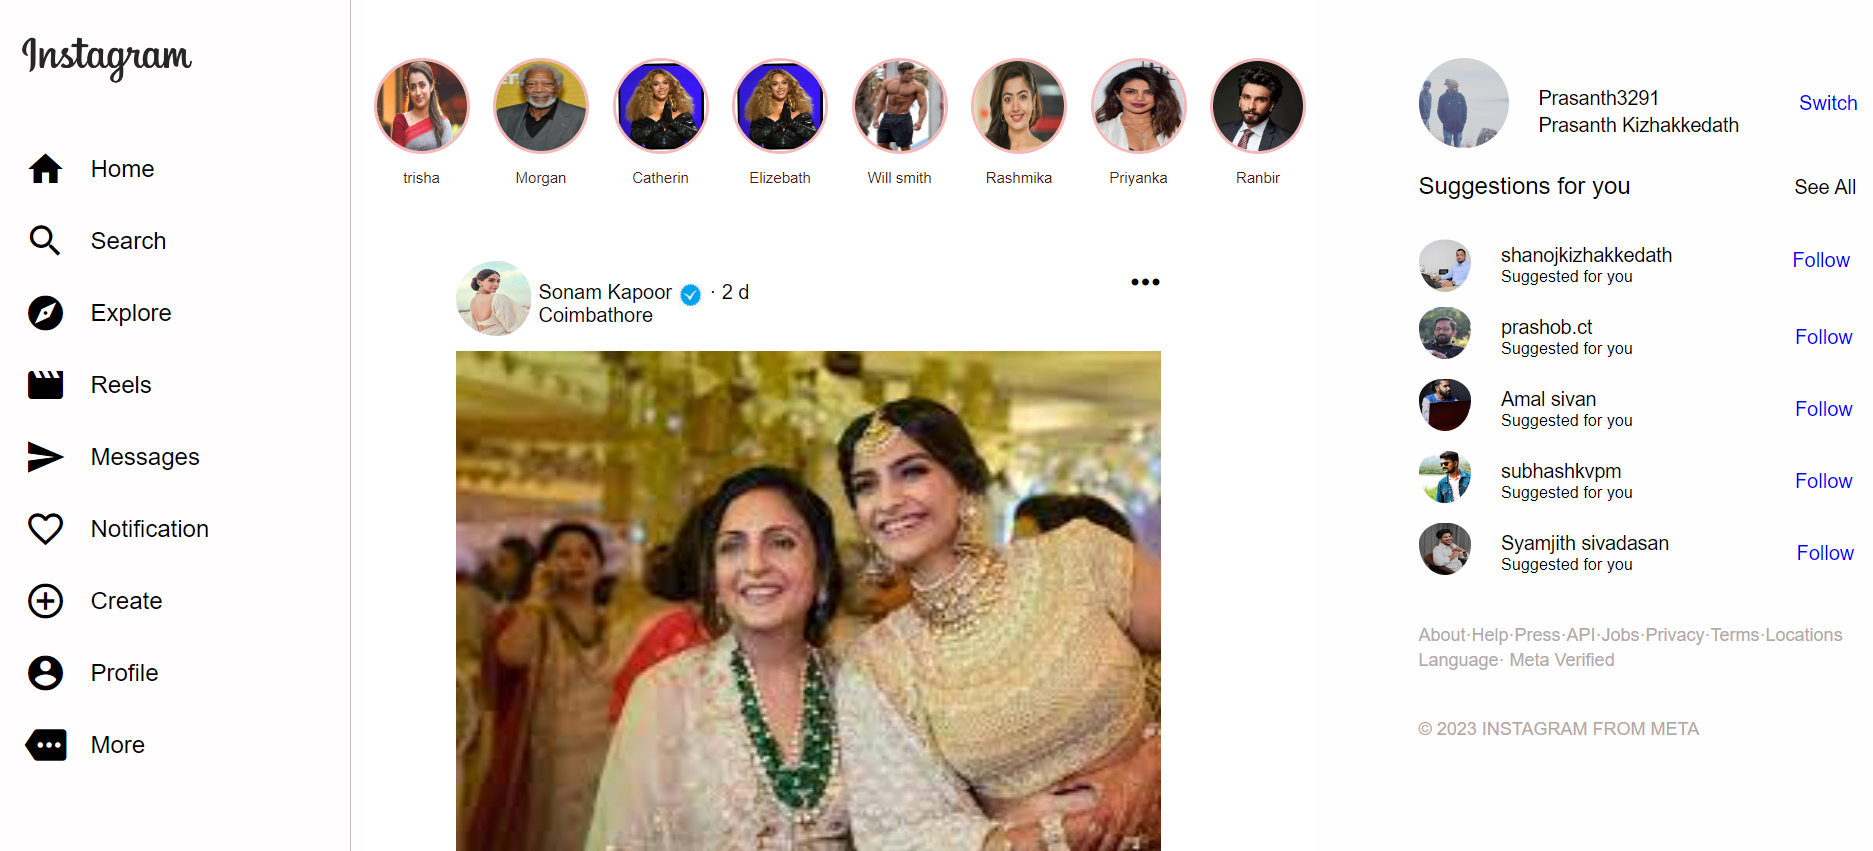 Instagram
Home
Search
Explore
Reels
Messages
Notification
Create
Profile
More
trisha
Morgan
Catherin
Elizebath
Will smith
Rashmika
Priyanka
Ranbir
Sonam Kapoor · 2 d
Coimbathore
Prasanth3291
Prasanth Kizhakkedath
Switch
Suggestions for you
See All
shanojkizhakkedath
Suggested for you
Follow
prashob.ct
Suggested for you
Follow
Amal sivan
Suggested for you
Follow
subhashkvpm
Suggested for you
Follow
Syamjith sivadasan
Suggested for you
Follow
About·Help·Press·API·Jobs·Privacy·Terms·Locations
Language· Meta Verified
© 2023 INSTAGRAM FROM META